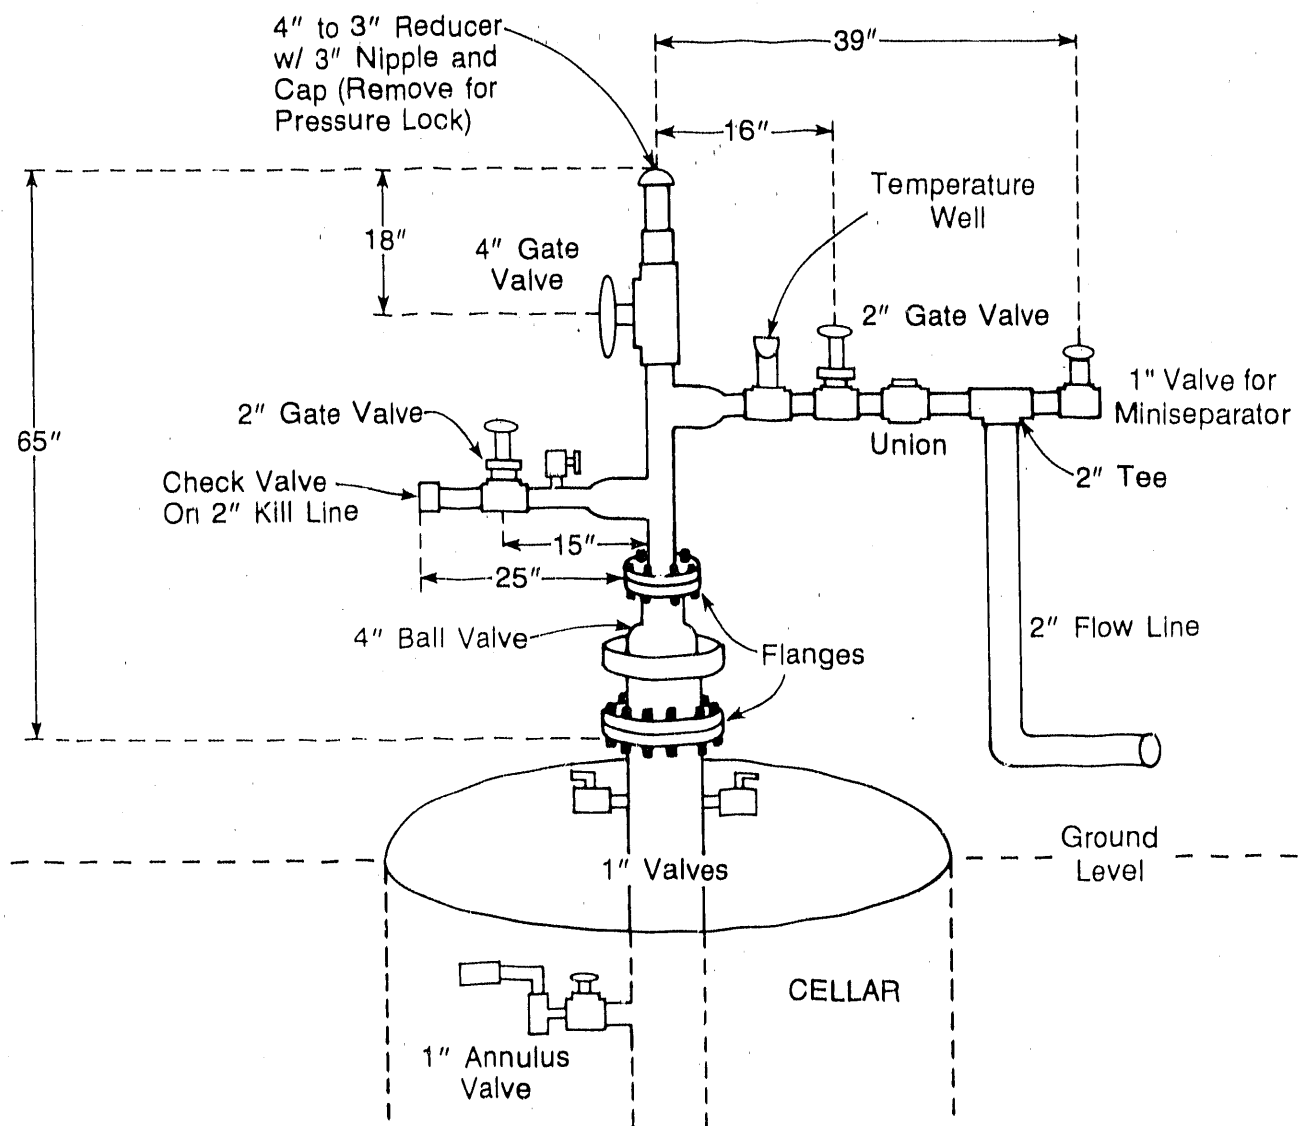 4" to 3" Reducer
w/ 3" Nipple and
Cap (Remove for
Pressure Lock)
39"
16"
Temperature
Well
18"
4" Gate
Valve
2" Gate Valve
1" Valve for
Miniseparator
2" Gate Valve
65"
Union
2" Tee
Check Valve
On 2" Kill Line
15"
25"
4" Ball Valve
Flanges
2" Flow Line
Ground
Level
1" Valves
CELLAR
1" Annulus
Valve